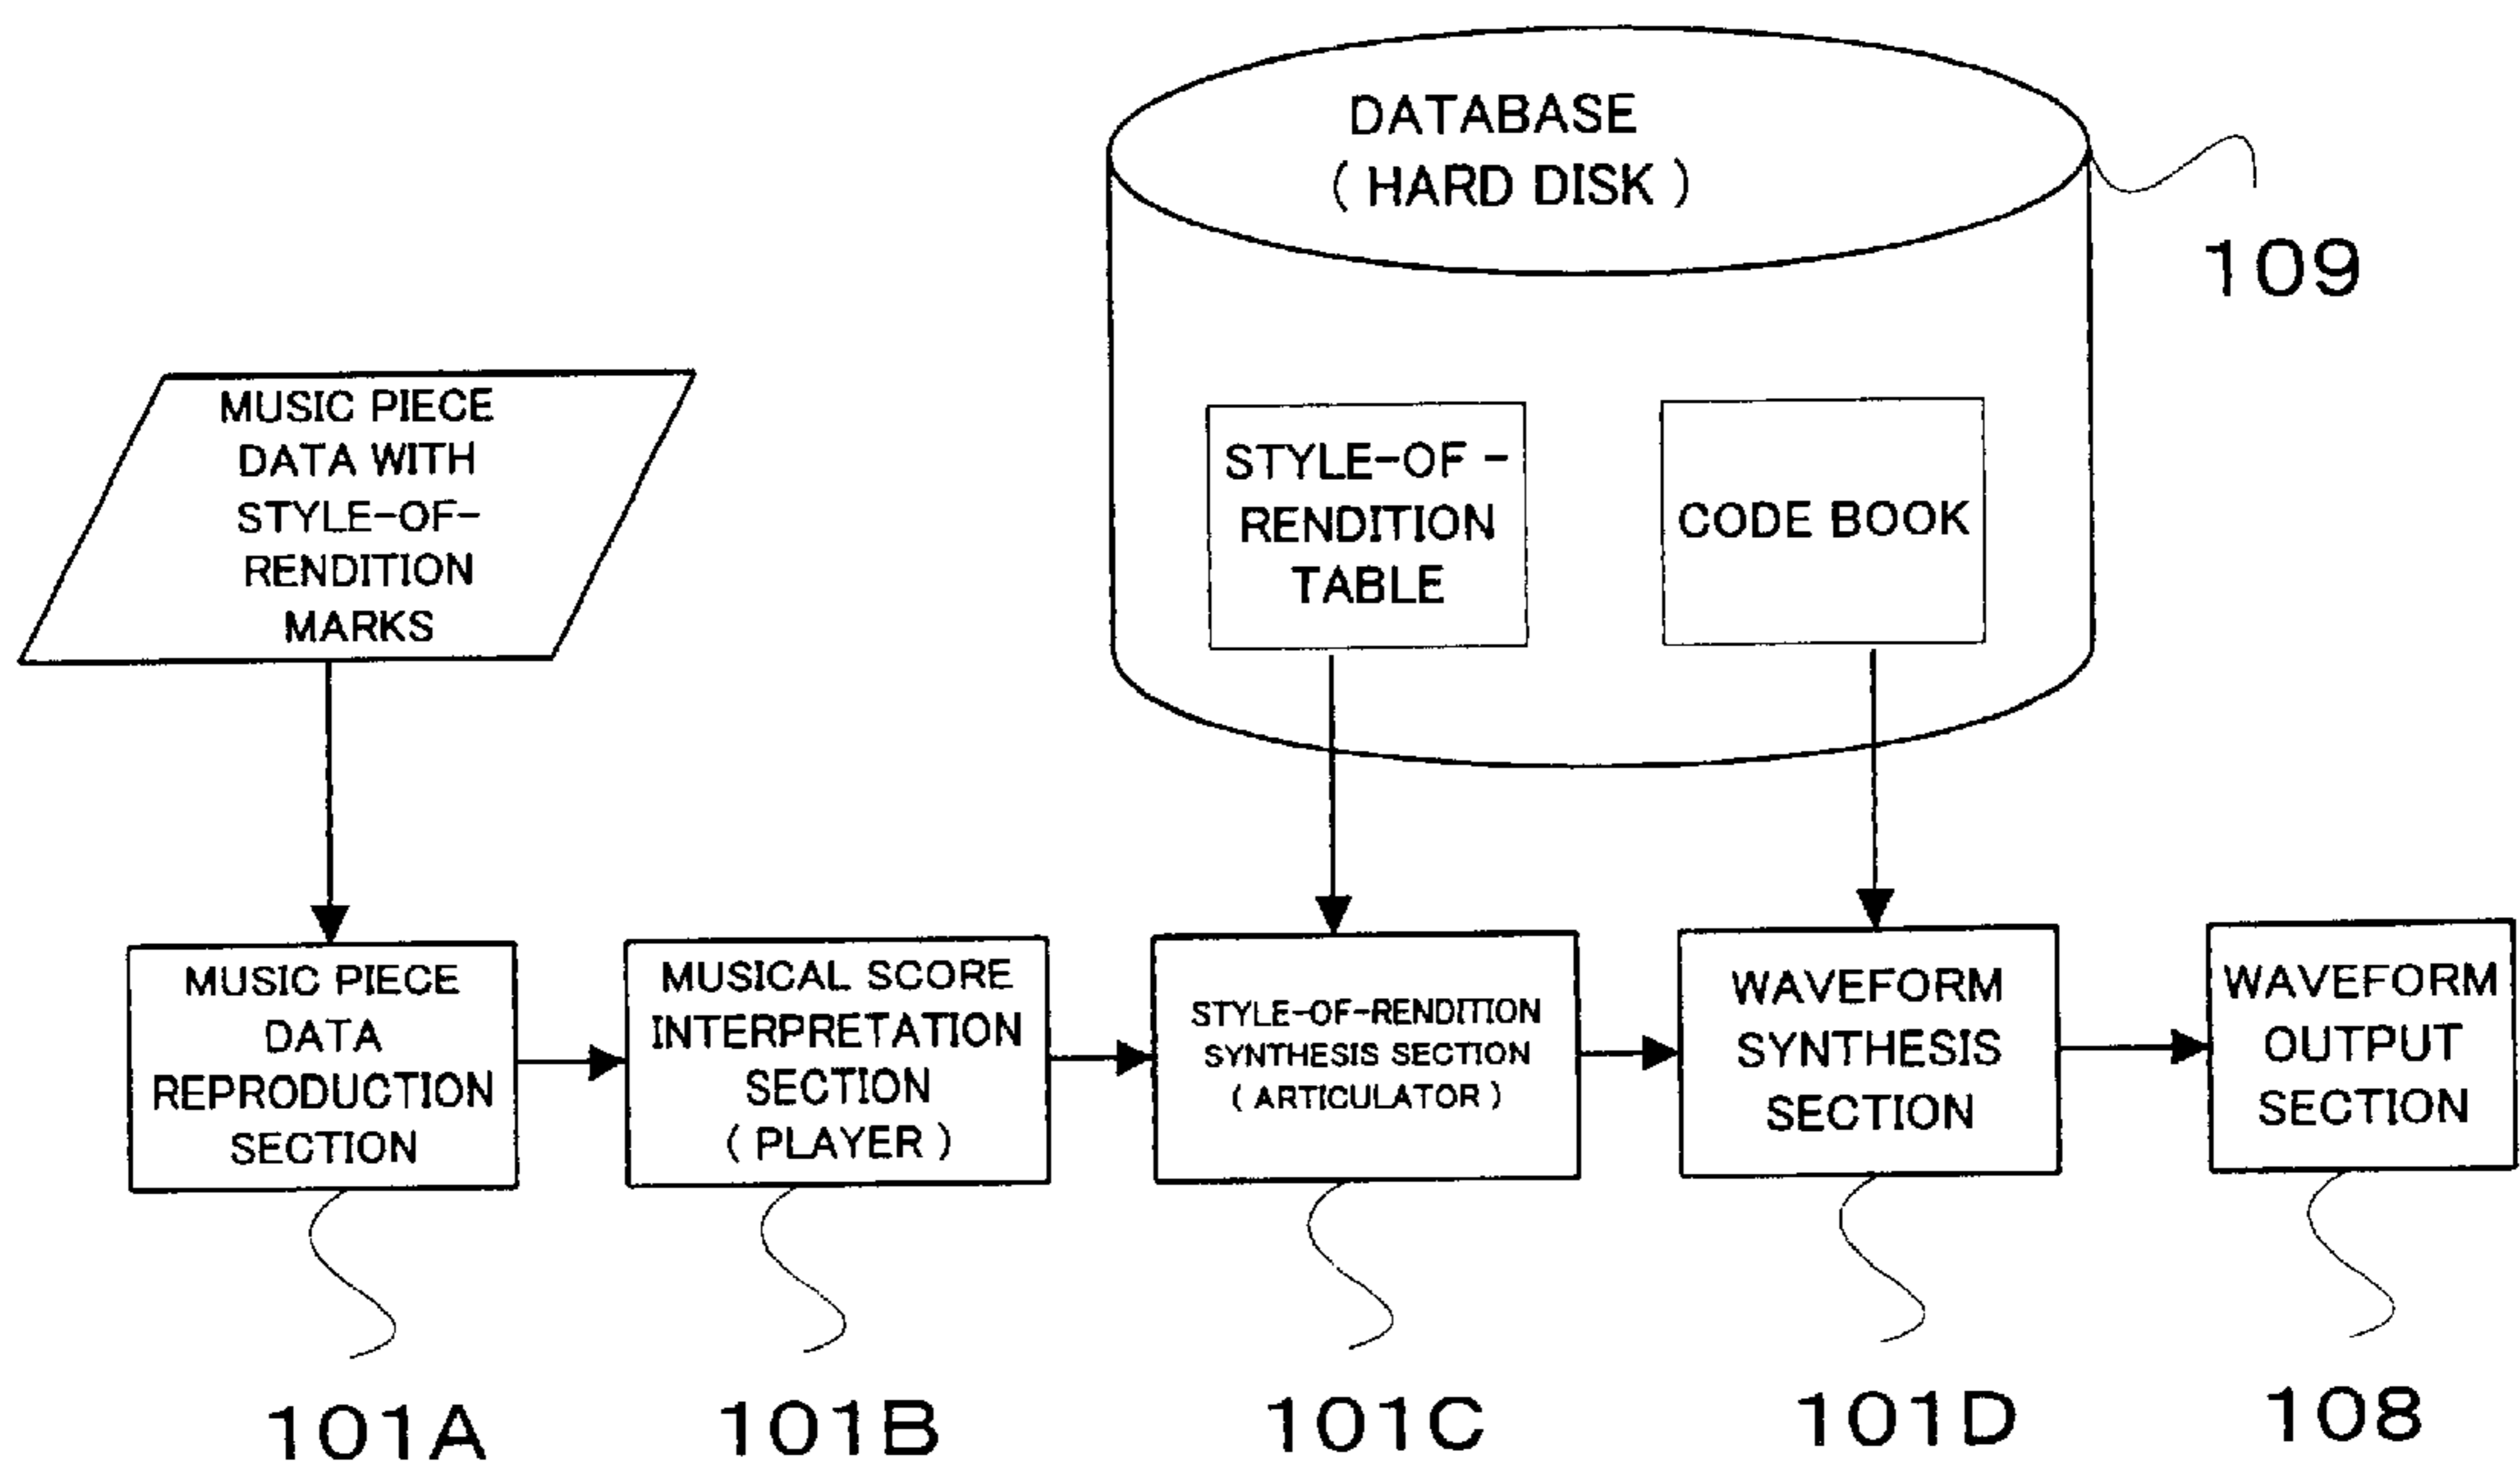 DATABASE
( HARD DISK )
109
MUSIC PIECE
DATA WITH
STYLE-OF-
RENDITION
MARKS
STYLE-OF-
RENDITION
TABLE
CODE BOOK
MUSIC PIECE
DATA
REPRODUCTION
SECTION
MUSICAL SCORE
INTERPRETATION
SECTION
( PLAYER )
STYLE-OF-RENDITION
SYNTHESIS SECTION
( ARTICULATOR )
WAVEFORM
SYNTHESIS
SECTION
WAVEFORM
OUTPUT
SECTION
101A
101B
101C
101D
108